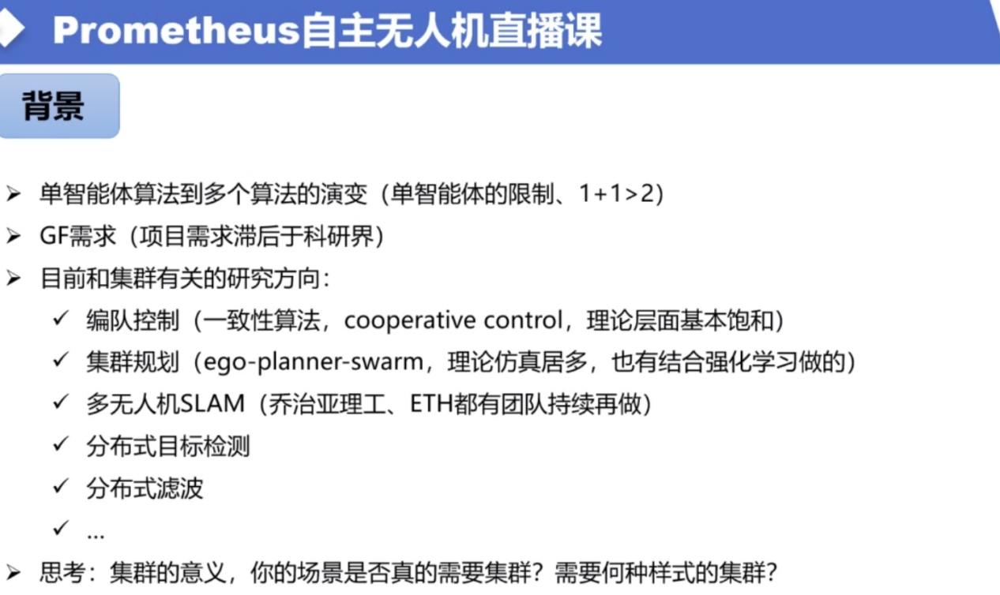 Prometheus自主无人机直播课
背景
单智能体算法到多个算法的演变（单智能体的限制、1+1>2）
GF需求（项目需求滞后于科研界）
目前和集群有关的研究方向：
编队控制（一致性算法，cooperative control，理论层面基本饱和）
集群规划（ego-planner-swarm，理论仿真居多，也有结合强化学习做的）
多无人机SLAM（乔治亚理工、ETH都有团队持续再做）
分布式目标检测
分布式滤波
...
思考：集群的意义，你的场景是否真的需要集群？需要何种样式的集群？